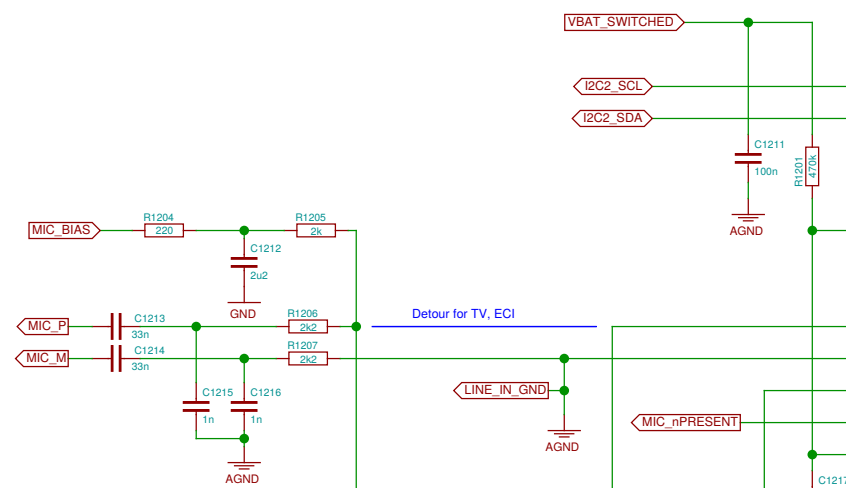 VBAT_SWITCHED
I2C2_SCL
I2C2_SDA
C1211
100n
R1201
470k
AGND
MIC_BIAS
R1204
220
R1205
2k
C1212
2u2
GND
MIC_P
C1213
33n
R1206
2k2
Detour for TV, ECI
MIC_M
C1214
33n
R1207
2k2
C1215
1n
C1216
1n
LINE_IN_GND
AGND
MIC_nPRESENT
AGND
C1217